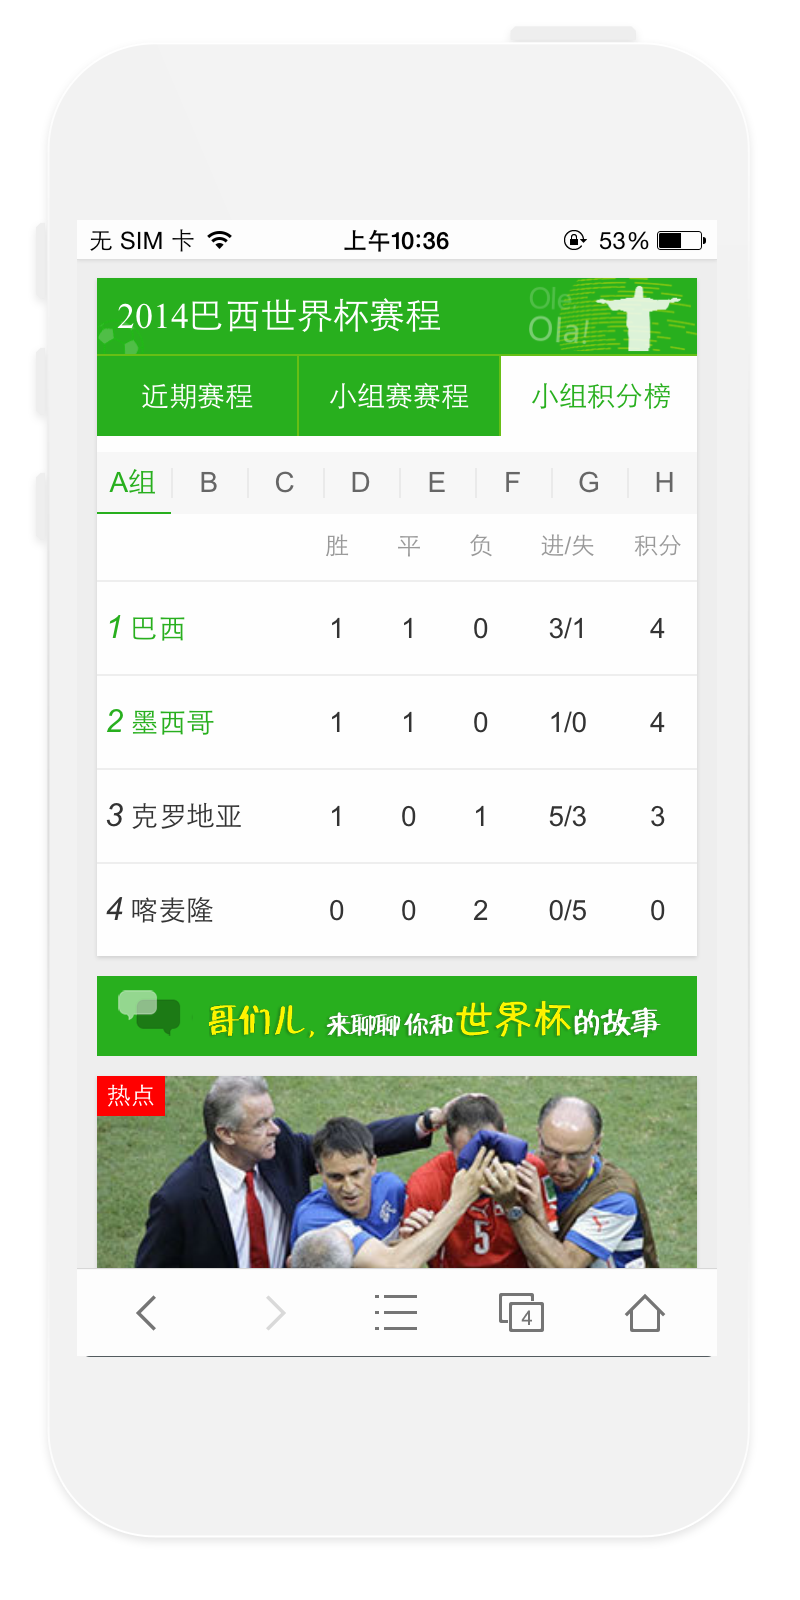 无 SIM 卡 上午10:36 53%
2014巴西世界杯赛程
Ole,
Ola!
近期赛程 小组赛赛程 小组积分榜
A组 B C D E F G H
胜 平 负 进/失 积分
1 巴西 1 1 0 3/1 4
2 墨西哥 1 1 0 1/0 4
3 克罗地亚 1 0 1 5/3 3
4 喀麦隆 0 0 2 0/5 0
哥们儿，来聊聊你和世界杯的故事
热点
5
4